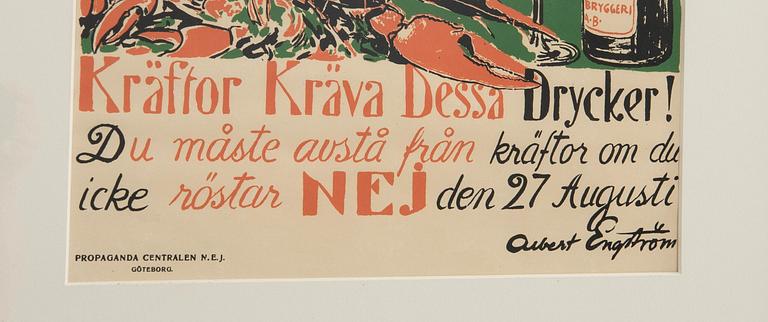 BRYGGERI
A.B.
Kräftor Kräva Dessa Drycker!
Du måste avstå från kräftor om du
icke röstar NEJ den 27 Augusti
Albert Engström
PROPAGANDA CENTRALEN N.E.J.
GÖTEBORG.